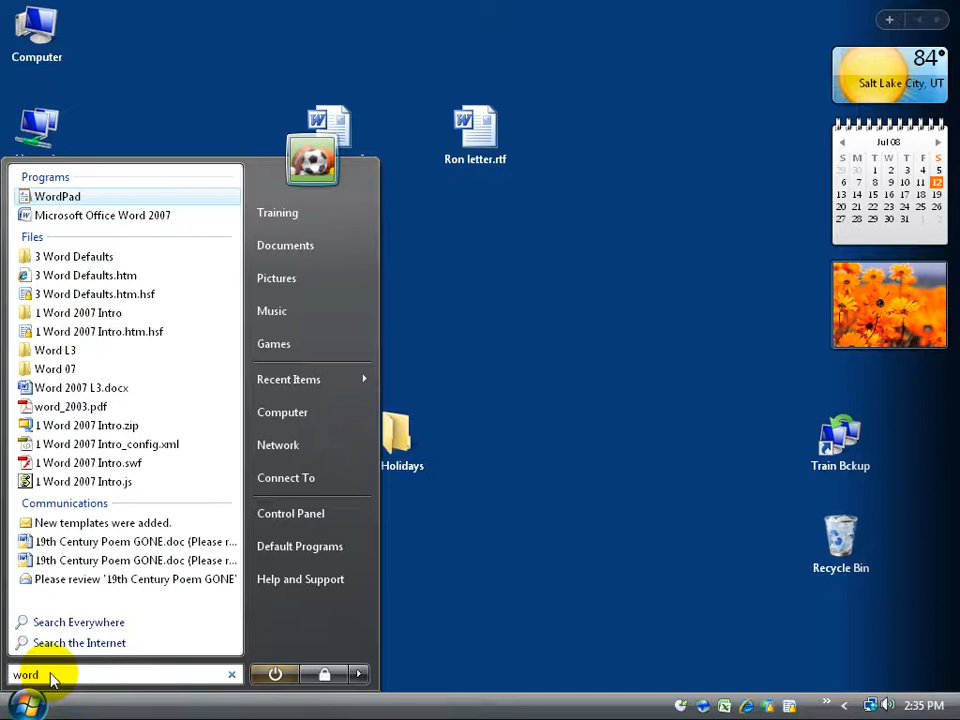 Computer
Ron letter.rtf
84°
Salt Lake City, UT
Jul 08
S M T W T F S
29 30 1 2 3 4 5
6 7 8 9 10 11 12
13 14 15 16 17 18 19
20 21 22 23 24 25 26
27 28 29 30 31 1 2
Programs
WordPad
Microsoft Office Word 2007
Files
3 Word Defaults
3 Word Defaults.htm
3 Word Defaults.htm.hsf
1 Word 2007 Intro
1 Word 2007 Intro.htm.hsf
Word L3
Word 07
Word 2007 L3.docx
word_2003.pdf
1 Word 2007 Intro.zip
1 Word 2007 Intro_config.xml
1 Word 2007 Intro.swf
1 Word 2007 Intro.js
Communications
New templates were added.
19th Century Poem GONE.doc (Please r...
19th Century Poem GONE.doc (Please r...
Please review '19th Century Poem GONE'
Search Everywhere
Search the Internet
word
Training
Documents
Pictures
Music
Games
Recent Items
Computer
Network
Connect To
Control Panel
Default Programs
Help and Support
Holidays
Train Bckup
Recycle Bin
2:35 PM